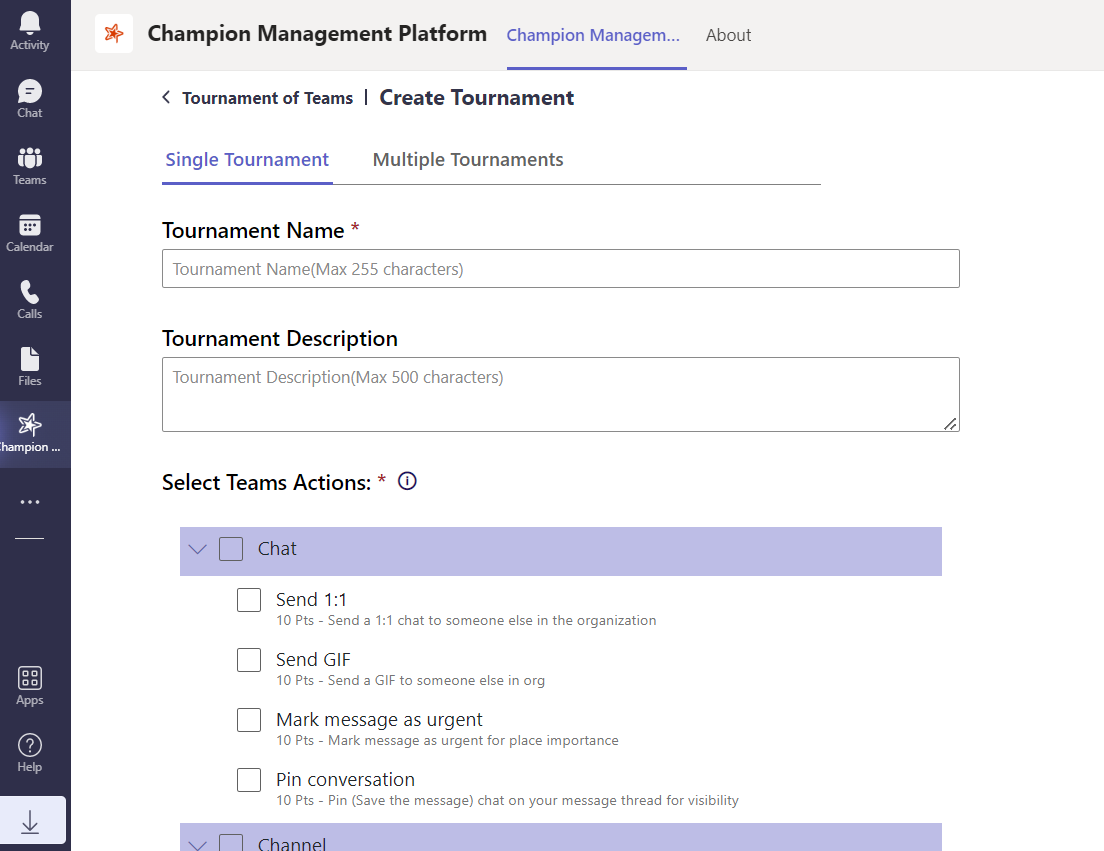 Activity
Chat
Teams
Calendar
Calls
Files
Champion ...
Apps
Help
Champion Management Platform
Champion Managem...
About
Tournament of Teams | Create Tournament
Single Tournament
Multiple Tournaments
Tournament Name *
Tournament Name(Max 255 characters)
Tournament Description
Tournament Description(Max 500 characters)
Select Teams Actions: *
Chat
Send 1:1
10 Pts - Send a 1:1 chat to someone else in the organization
Send GIF
10 Pts - Send a GIF to someone else in org
Mark message as urgent
10 Pts - Mark message as urgent for place importance
Pin conversation
10 Pts - Pin (Save the message) chat on your message thread for visibility
Channel